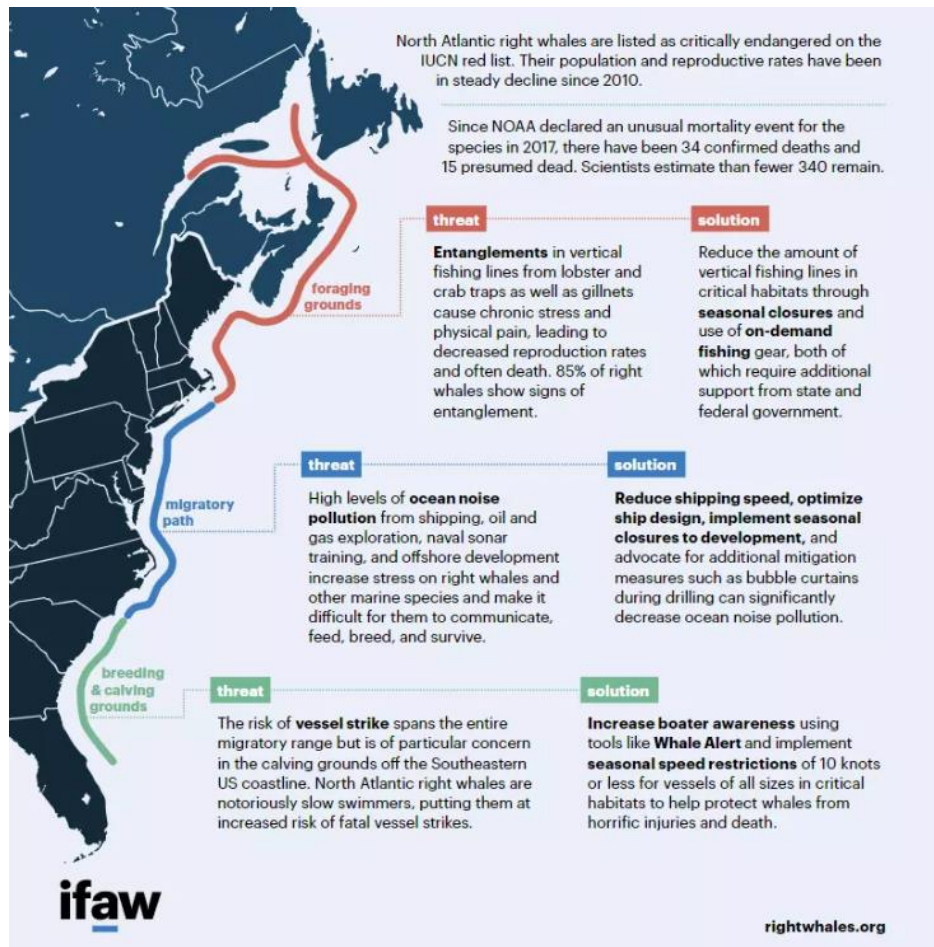 North Atlantic right whales are listed as critically endangered on the
IUCN red list. Their population and reproductive rates have been
in steady decline since 2010.
Since NOAA declared an unusual mortality event for the
species in 2017, there have been 34 confirmed deaths and
15 presumed dead. Scientists estimate than fewer 340 remain.
foraging
grounds
threat
Entanglements in vertical
fishing lines from lobster and
crab traps as well as gillnets
cause chronic stress and
physical pain, leading to
decreased reproduction rates
and often death. 85% of right
whales show signs of
entanglement.
solution
Reduce the amount of
vertical fishing lines in
critical habitats through
seasonal closures and
use of on-demand
fishing gear, both of
which require additional
support from state and
federal government.
migratory
path
threat
High levels of ocean noise
pollution from shipping, oil and
gas exploration, naval sonar
training, and offshore development
increase stress on right whales and
other marine species and make it
difficult for them to communicate,
feed, breed, and survive.
solution
Reduce shipping speed, optimize
ship design, implement seasonal
closures to development, and
advocate for additional mitigation
measures such as bubble curtains
during drilling can significantly
decrease ocean noise pollution.
breeding
& calving
grounds
threat
The risk of vessel strike spans the entire
migratory range but is of particular concern
in the calving grounds off the Southeastern
US coastline. North Atlantic right whales are
notoriously slow swimmers, putting them at
increased risk of fatal vessel strikes.
solution
Increase boater awareness using
tools like Whale Alert and implement
seasonal speed restrictions of 10 knots
or less for vessels of all sizes in critical
habitats to help protect whales from
horrific injuries and death.
ifaw
rightwhales.org